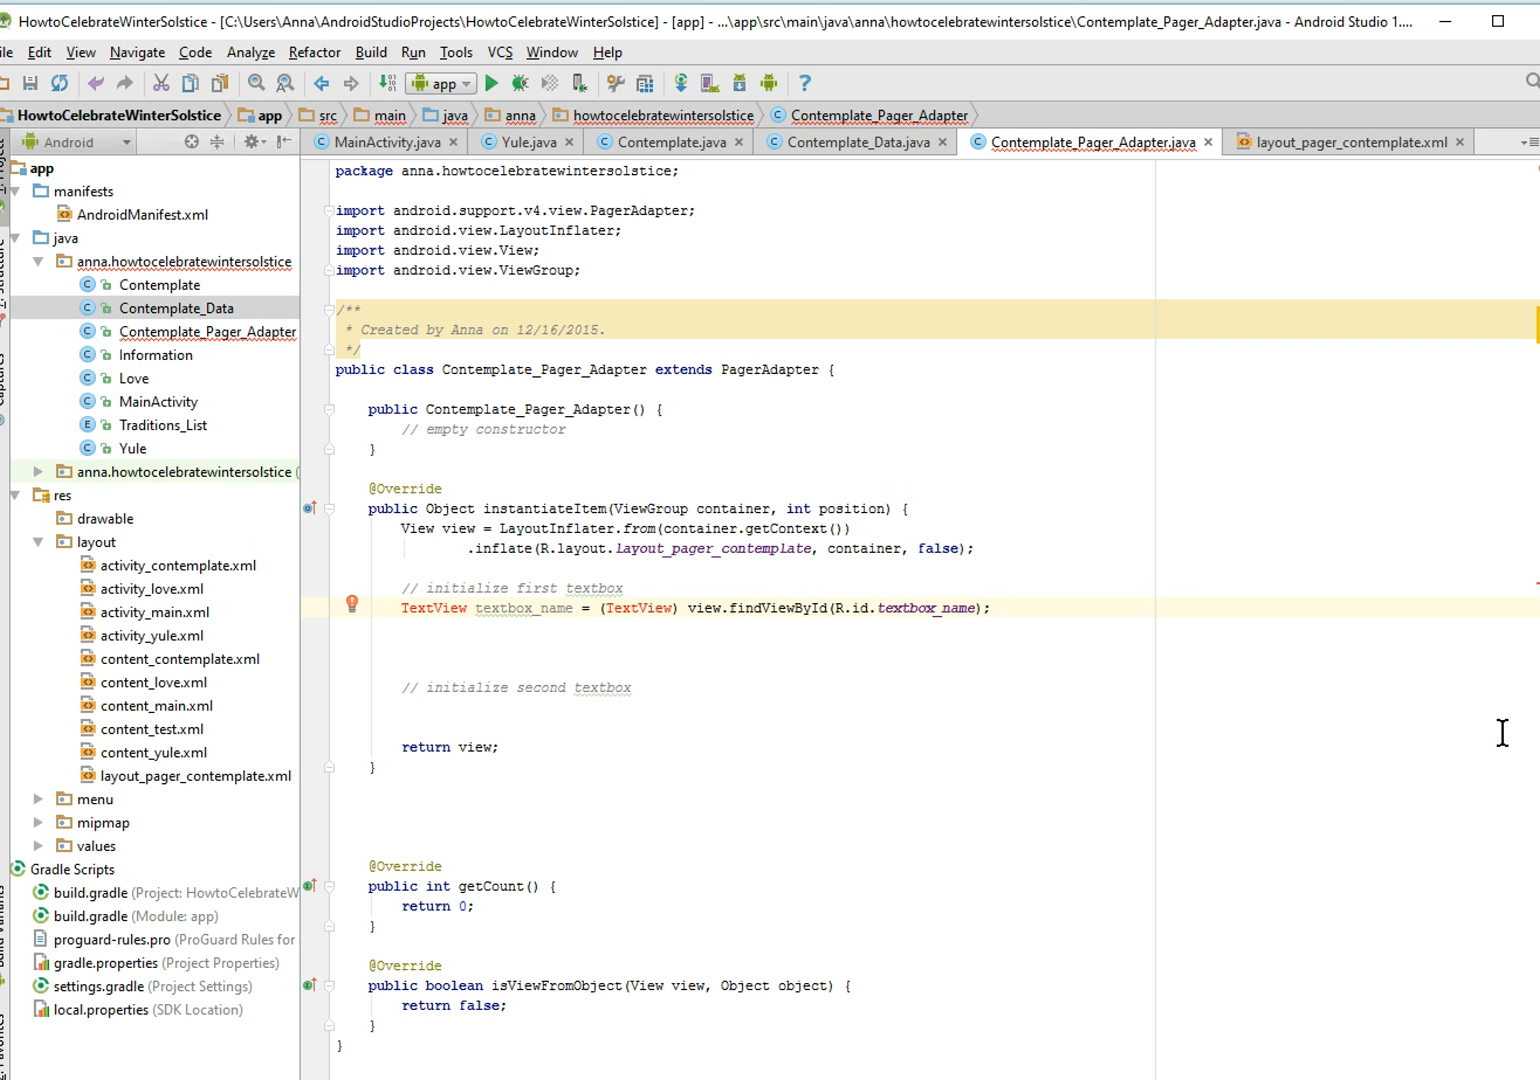 HowtoCelebrateWinterSolstice - [C:\Users\Anna\AndroidStudioProjects\HowtoCelebrateWinterSolstice] - [app] - ...\app\src\main\java\anna\howtocelebratewintersolstice\Contemplate_Pager_Adapter.java - Android Studio 1....
ile Edit View Navigate Code Analyze Refactor Build Run Tools VCS Window Help
app
HowtoCelebrateWinterSolstice app src main java anna howtocelebratewintersolstice Contemplate_Pager_Adapter
Android
MainActivity.java Yule.java Contemplate.java Contemplate_Data.java Contemplate_Pager_Adapter.java layout_pager_contemplate.xml
app
manifests
AndroidManifest.xml
java
anna.howtocelebratewintersolstice
Contemplate
Contemplate_Data
Contemplate_Pager_Adapter
Information
Love
MainActivity
Traditions_List
Yule
anna.howtocelebratewintersolstice (
res
drawable
layout
activity_contemplate.xml
activity_love.xml
activity_main.xml
activity_yule.xml
content_contemplate.xml
content_love.xml
content_main.xml
content_test.xml
content_yule.xml
layout_pager_contemplate.xml
menu
mipmap
values
Gradle Scripts
build.gradle (Project: HowtoCelebrateW
build.gradle (Module: app)
proguard-rules.pro (ProGuard Rules for
gradle.properties (Project Properties)
settings.gradle (Project Settings)
local.properties (SDK Location)
package anna.howtocelebratewintersolstice;
import android.support.v4.view.PagerAdapter;
import android.view.LayoutInflater;
import android.view.View;
import android.view.ViewGroup;
/**
* Created by Anna on 12/16/2015.
*/
public class Contemplate_Pager_Adapter extends PagerAdapter {
public Contemplate_Pager_Adapter() {
// empty constructor
}
@Override
public Object instantiateItem(ViewGroup container, int position) {
View view = LayoutInflater.from(container.getContext())
.inflate(R.layout.layout_pager_contemplate, container, false);
// initialize first textbox
TextView textbox_name = (TextView) view.findViewById(R.id.textbox_name);
// initialize second textbox
return view;
}
@Override
public int getCount() {
return 0;
}
@Override
public boolean isViewFromObject(View view, Object object) {
return false;
}
}